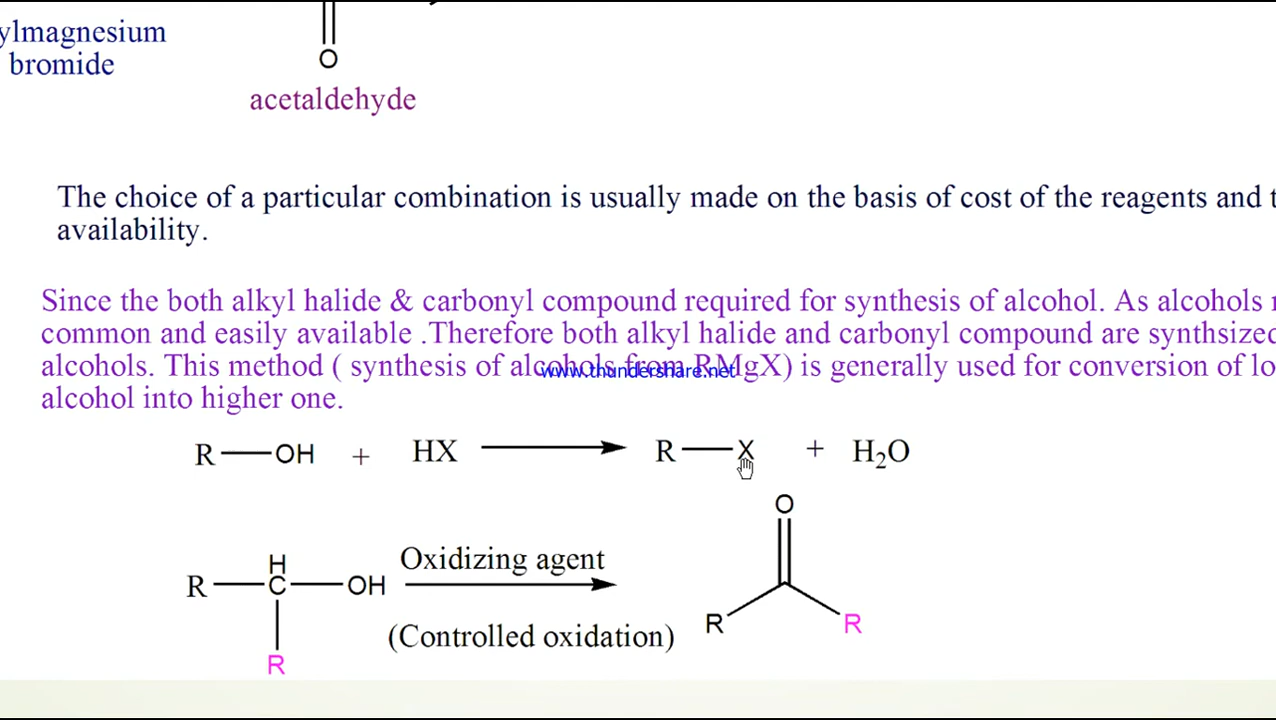 ylmagnesium
bromide
O
acetaldehyde
The choice of a particular combination is usually made on the basis of cost of the reagents and
availability.
Since the both alkyl halide & carbonyl compound required for synthesis of alcohol. As alcohols
common and easily available .Therefore both alkyl halide and carbonyl compound are synthsized
alcohols. This method ( synthesis of alcohols from RMgX) is generally used for conversion of lo
www.thundershare.net
alcohol into higher one.
R—OH + HX → R—X + H₂O
O
H
Oxidizing agent
R—C—OH →
R R
(Controlled oxidation)
R